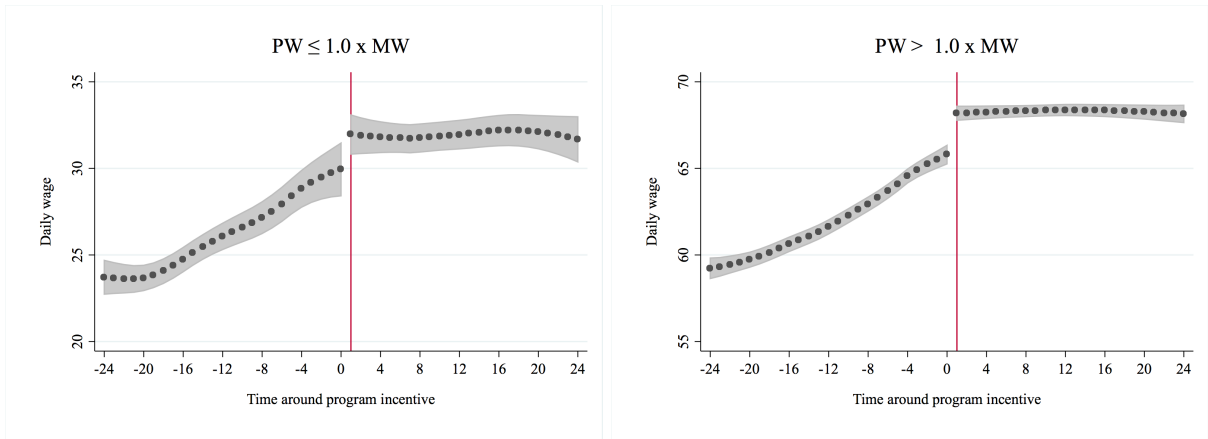 PW ≤ 1.0 x MW
35
30
25
20
Daily wage
-24 -20 -16 -12 -8 -4 0 4 8 12 16 20 24
Time around program incentive
PW > 1.0 x MW
70
65
60
55
Daily wage
-24 -20 -16 -12 -8 -4 0 4 8 12 16 20 24
Time around program incentive